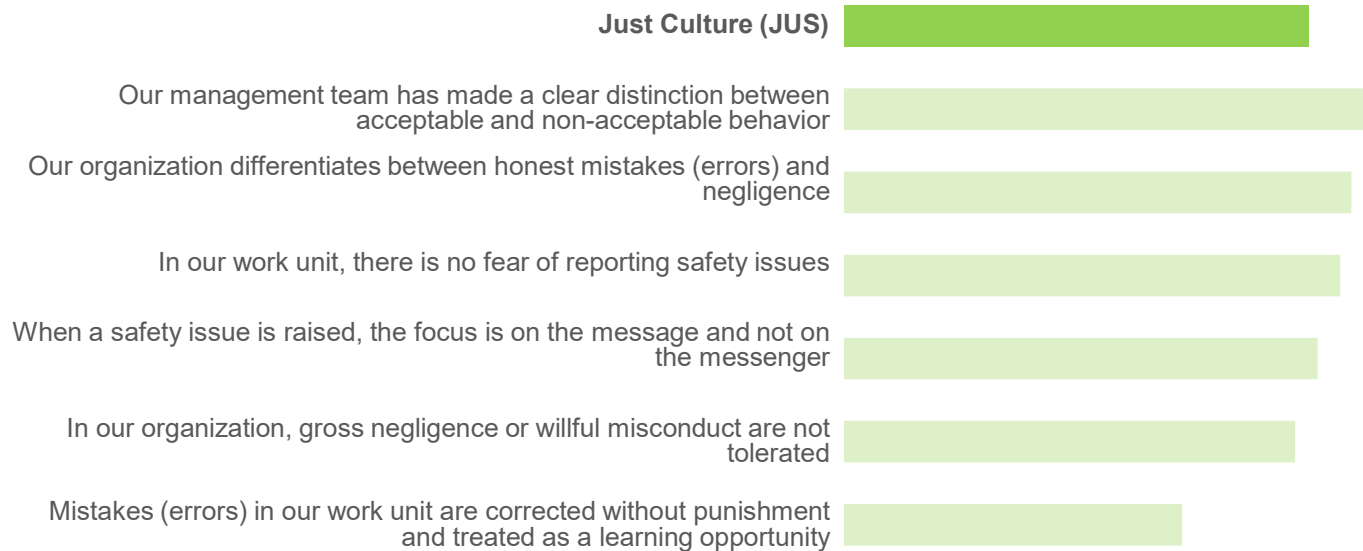 Just Culture (JUS)
Our management team has made a clear distinction between
acceptable and non-acceptable behavior
Our organization differentiates between honest mistakes (errors) and
negligence
In our work unit, there is no fear of reporting safety issues
When a safety issue is raised, the focus is on the message and not on
the messenger
In our organization, gross negligence or willful misconduct are not
tolerated
Mistakes (errors) in our work unit are corrected without punishment
and treated as a learning opportunity